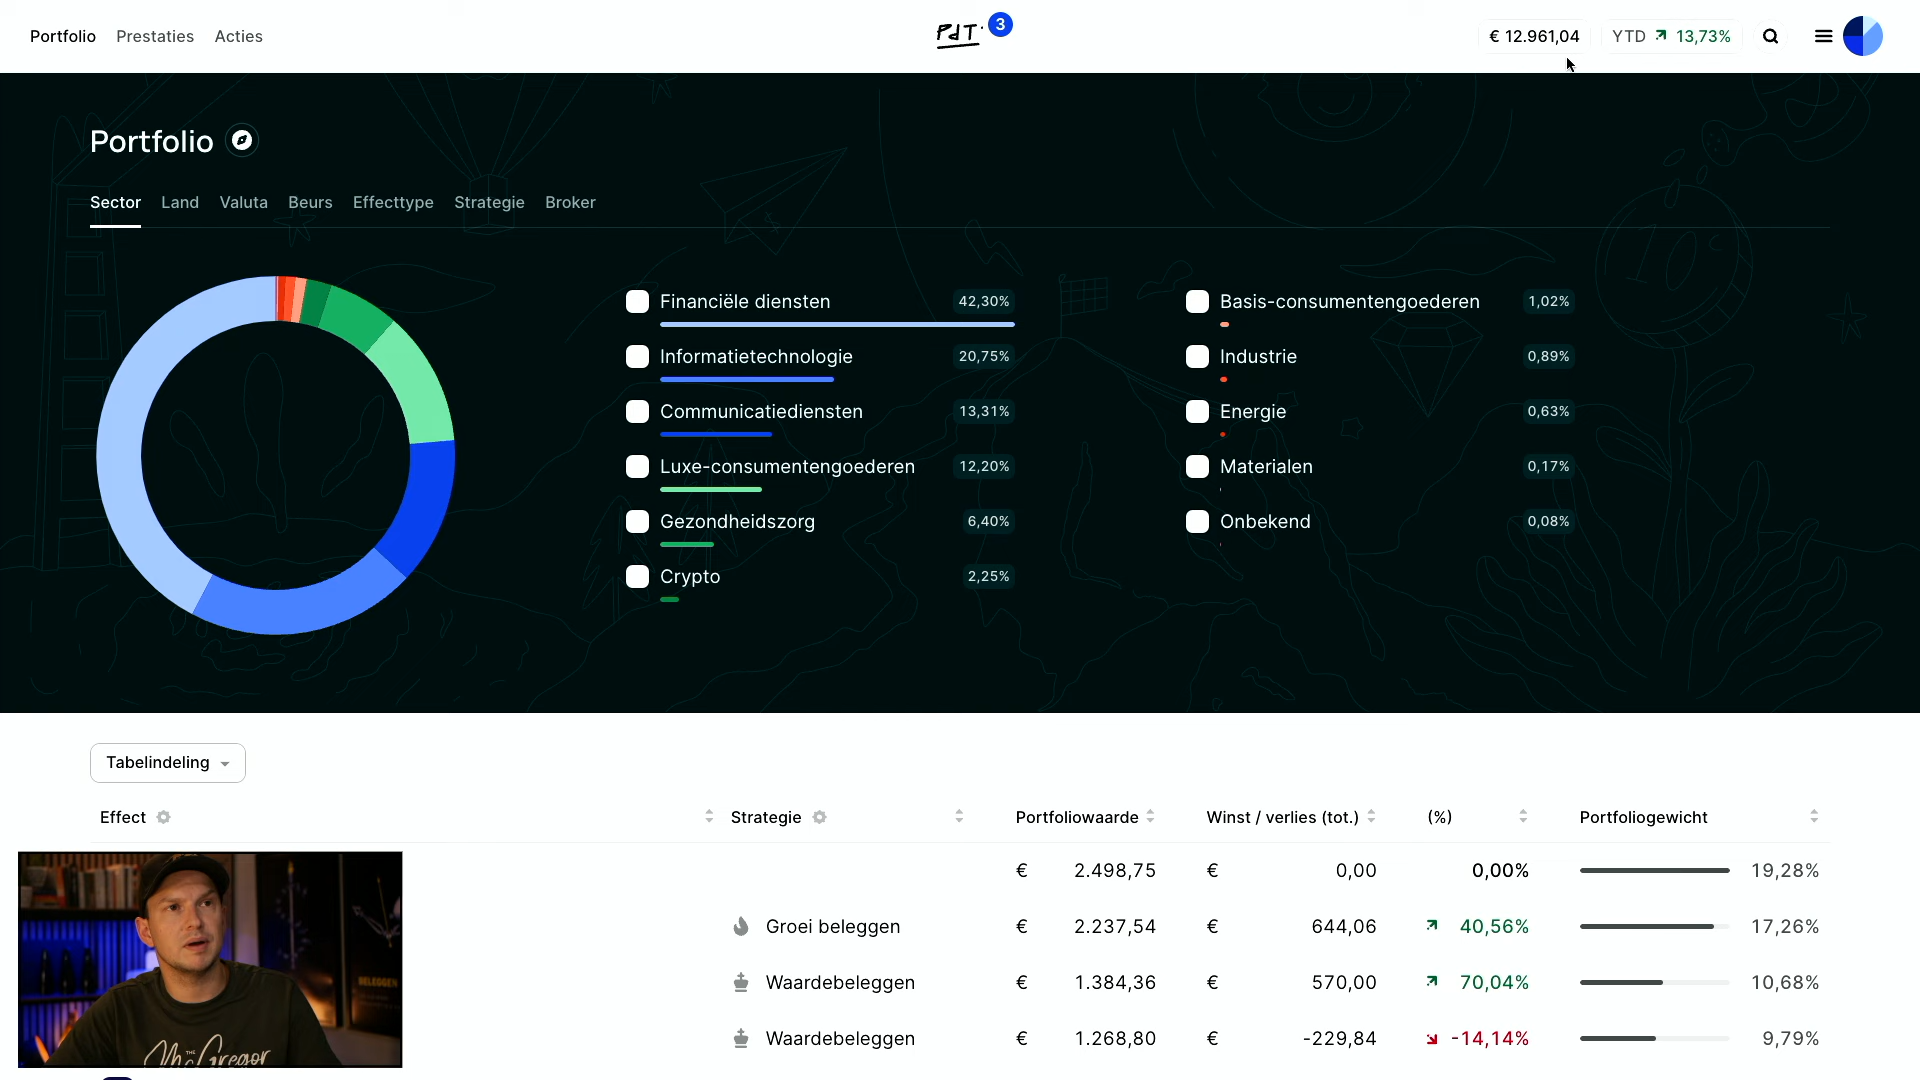 Portfolio Prestaties Acties PdT 3 € 12.961,04 YTD 13,73%
Portfolio
Sector Land Valuta Beurs Effecttype Strategie Broker
Financiële diensten 42,30%
Informatietechnologie 20,75%
Communicatiediensten 13,31%
Luxe-consumentengoederen 12,20%
Gezondheidszorg 6,40%
Crypto 2,25%
Basis-consumentengoederen 1,02%
Industrie 0,89%
Energie 0,63%
Materialen 0,17%
Onbekend 0,08%
Tabelindeling
Effect Strategie Portfoliowaarde Winst / verlies (tot.) (%) Portfoliogewicht
€ 2.498,75 € 0,00 0,00% 19,28%
Groei beleggen € 2.237,54 € 644,06 40,56% 17,26%
Waardebeleggen € 1.384,36 € 570,00 70,04% 10,68%
Waardebeleggen € 1.268,80 € -229,84 -14,14% 9,79%
BELEGGEN
THE
McGregor